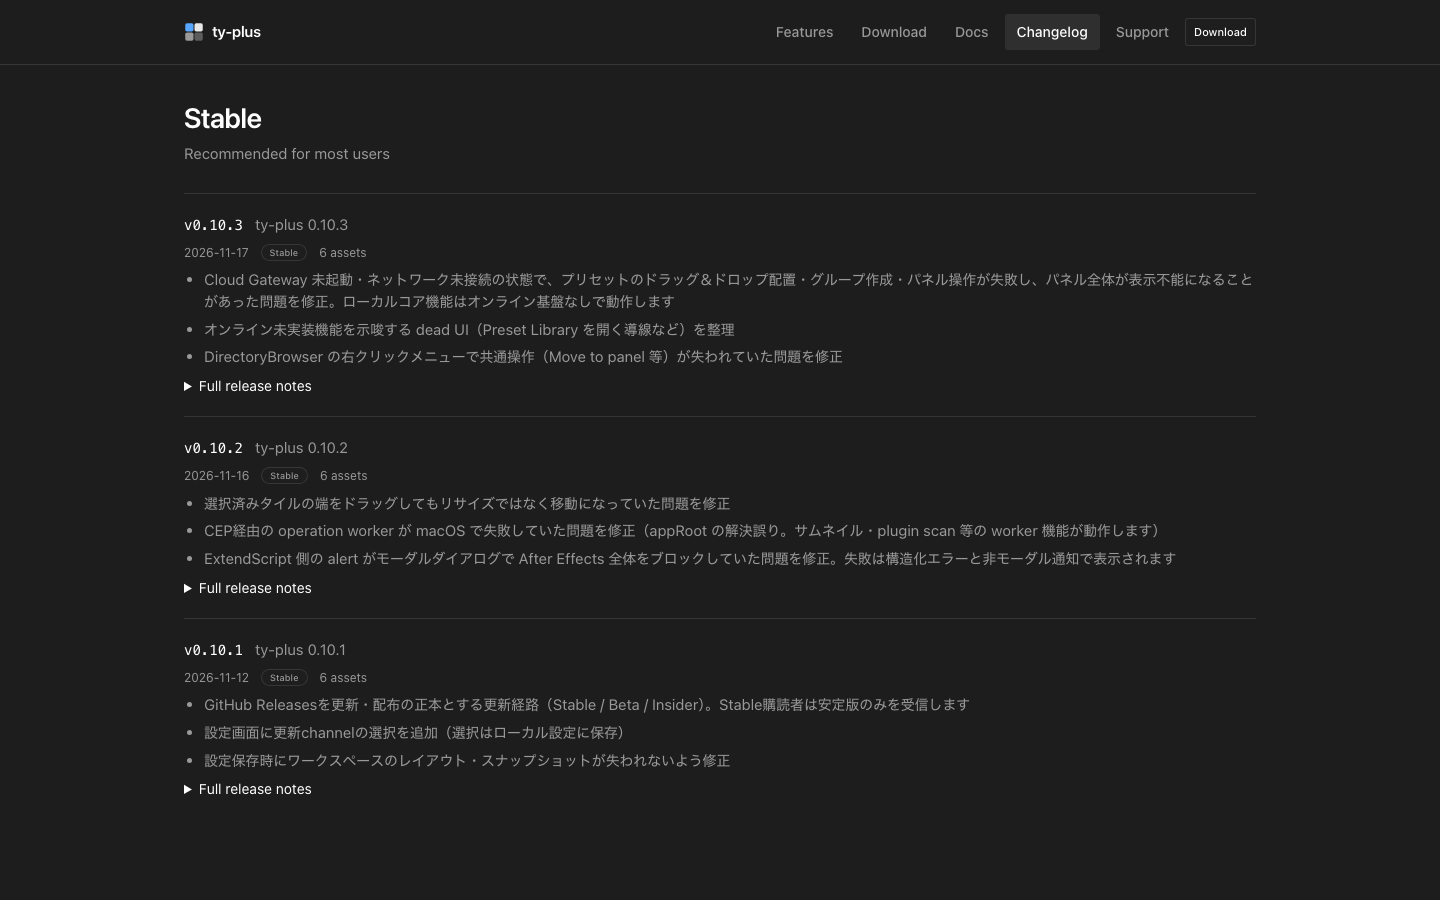 ty-plus
Features
Download
Docs
Changelog
Support
Download
Stable
Recommended for most users
v0.10.3 ty-plus 0.10.3
2026-11-17 Stable 6 assets
• Cloud Gateway 未起動・ネットワーク未接続の状態で、プリセットのドラッグ＆ドロップ配置・グループ作成・パネル操作が失敗し、パネル全体が表示不能になること
があった問題を修正。ローカルコア機能はオンライン基盤なしで動作します
• オンライン未実装機能を示唆する dead UI（Preset Library を開く導線など）を整理
• DirectoryBrowser の右クリックメニューで共通操作（Move to panel 等）が失われていた問題を修正
▶ Full release notes
v0.10.2 ty-plus 0.10.2
2026-11-16 Stable 6 assets
• 選択済みタイルの端をドラッグしてもリサイズではなく移動になっていた問題を修正
• CEP経由の operation worker が macOS で失敗していた問題を修正（appRoot の解決誤り。サムネイル・plugin scan 等の worker 機能が動作します）
• ExtendScript 側の alert がモーダルダイアログで After Effects 全体をブロックしていた問題を修正。失敗は構造化エラーと非モーダル通知で表示されます
▶ Full release notes
v0.10.1 ty-plus 0.10.1
2026-11-12 Stable 6 assets
• GitHub Releasesを更新・配布の正本とする更新経路（Stable / Beta / Insider）。Stable購読者は安定版のみを受信します
• 設定画面に更新channelの選択を追加（選択はローカル設定に保存）
• 設定保存時にワークスペースのレイアウト・スナップショットが失われないよう修正
▶ Full release notes